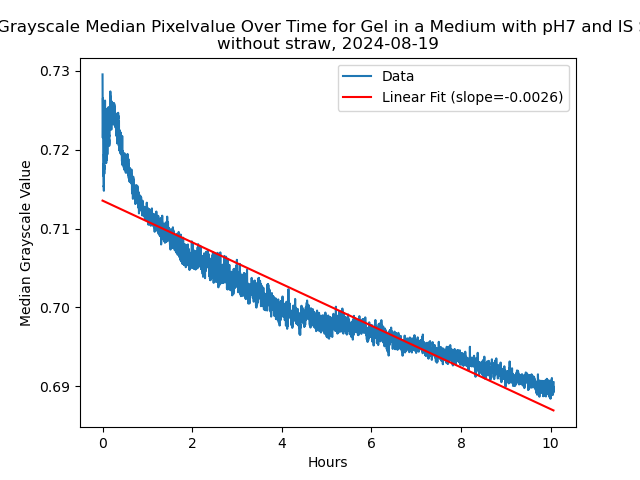 Grayscale Median Pixelvalue Over Time for Gel in a Medium with pH7 and IS
without straw, 2024-08-19
0.73
0.72
0.71
0.70
0.69
Median Grayscale Value
Data
Linear Fit (slope=-0.0026)
0
2
4
6
8
10
Hours